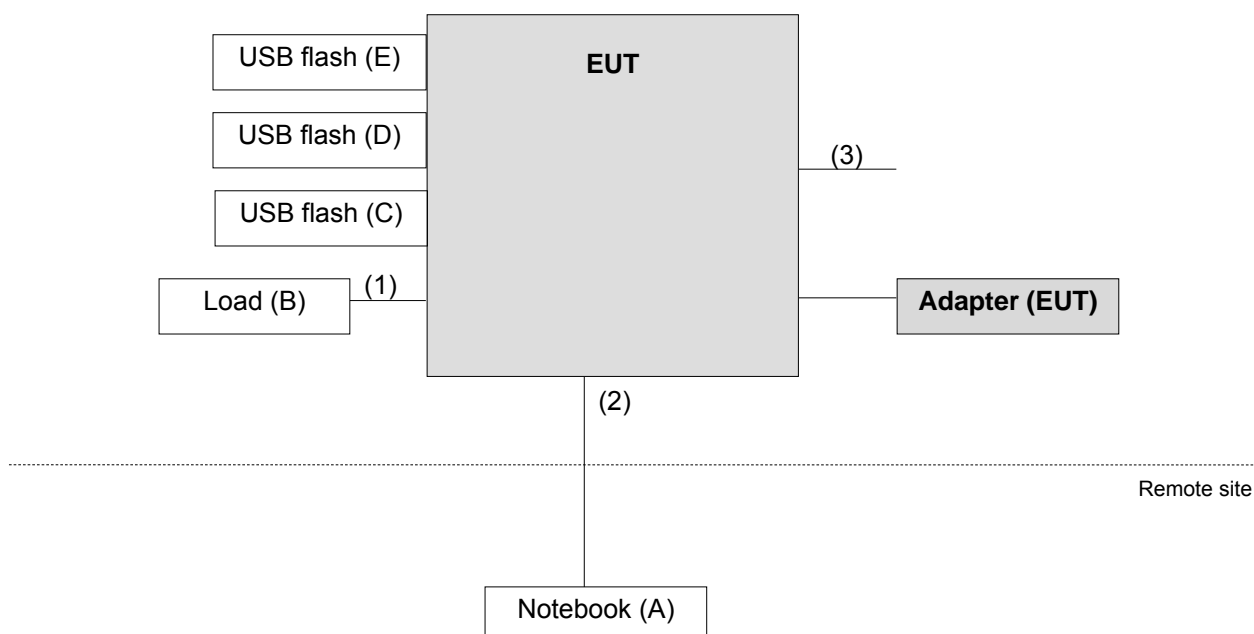 USB flash (E)
EUT
USB flash (D)
(3)
USB flash (C)
(1)
Load (B)
Adapter (EUT)
(2)
Remote site
Notebook (A)